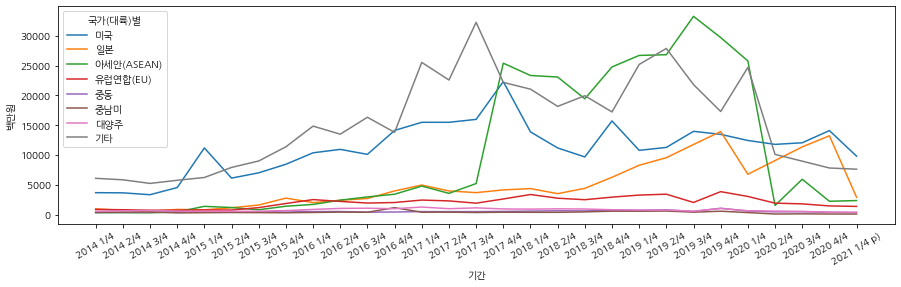 국가(대륙)별
미국
일본
아세안(ASEAN)
유럽연합(EU)
중동
중남미
대양주
기타
백만원
30000
25000
20000
15000
10000
5000
0
2014 1/4
2014 2/4
2014 3/4
2014 4/4
2015 1/4
2015 2/4
2015 3/4
2015 4/4
2016 1/4
2016 2/4
2016 3/4
2016 4/4
2017 1/4
2017 2/4
2017 3/4
2017 4/4
2018 1/4
2018 2/4
2018 3/4
2018 4/4
2019 1/4
2019 2/4
2019 3/4
2019 4/4
2020 1/4
2020 2/4
2020 3/4
2020 4/4
2021 1/4 p)
기간